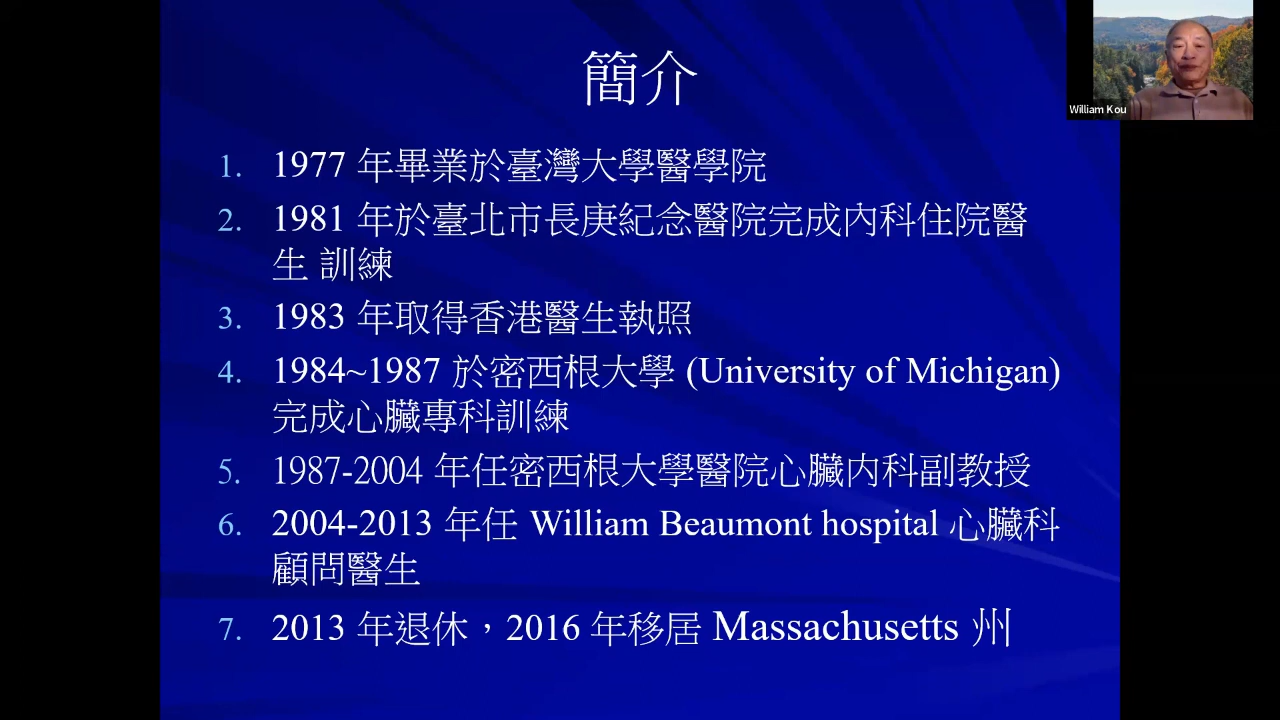 簡介
William Kou
1. 1977 年畢業於臺灣大學醫學院
2. 1981 年於臺北市長庚紀念醫院完成內科住院醫
生 訓練
3. 1983 年取得香港醫生執照
4. 1984~1987 於密西根大學 (University of Michigan)
完成心臟專科訓練
5. 1987-2004 年任密西根大學醫院心臟內科副教授
6. 2004-2013 年任 William Beaumont hospital 心臟科
顧問醫生
7. 2013 年退休，2016 年移居 Massachusetts 州